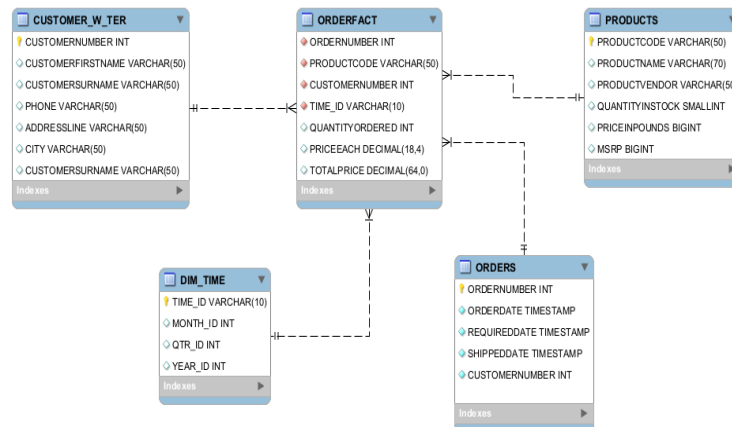 CUSTOMER_W_TER
CUSTOMERNUMBER INT
CUSTOMERFIRSTNAME VARCHAR(50)
CUSTOMERSURNAME VARCHAR(50)
PHONE VARCHAR(50)
ADDRESSLINE VARCHAR(50)
CITY VARCHAR(50)
CUSTOMERSURNAME VARCHAR(50)
Indexes
ORDERFACT
ORDERNUMBER INT
PRODUCTCODE VARCHAR(50)
CUSTOMERNUMBER INT
TIME_ID VARCHAR(10)
QUANTITYORDERED INT
PRICEEACH DECIMAL(18,4)
TOTALPRICE DECIMAL(64,0)
Indexes
PRODUCTS
PRODUCTCODE VARCHAR(50)
PRODUCTNAME VARCHAR(70)
PRODUCTVENDOR VARCHAR(50
QUANTITYINSTOCK SMALLINT
PRICEINPOUNDS BIGINT
MSRP BIGINT
Indexes
DIM_TIME
TIME_ID VARCHAR(10)
MONTH_ID INT
QTR_ID INT
YEAR_ID INT
Indexes
ORDERS
ORDERNUMBER INT
ORDERDATE TIMESTAMP
REQUIREDDATE TIMESTAMP
SHIPPEDDATE TIMESTAMP
CUSTOMERNUMBER INT
Indexes